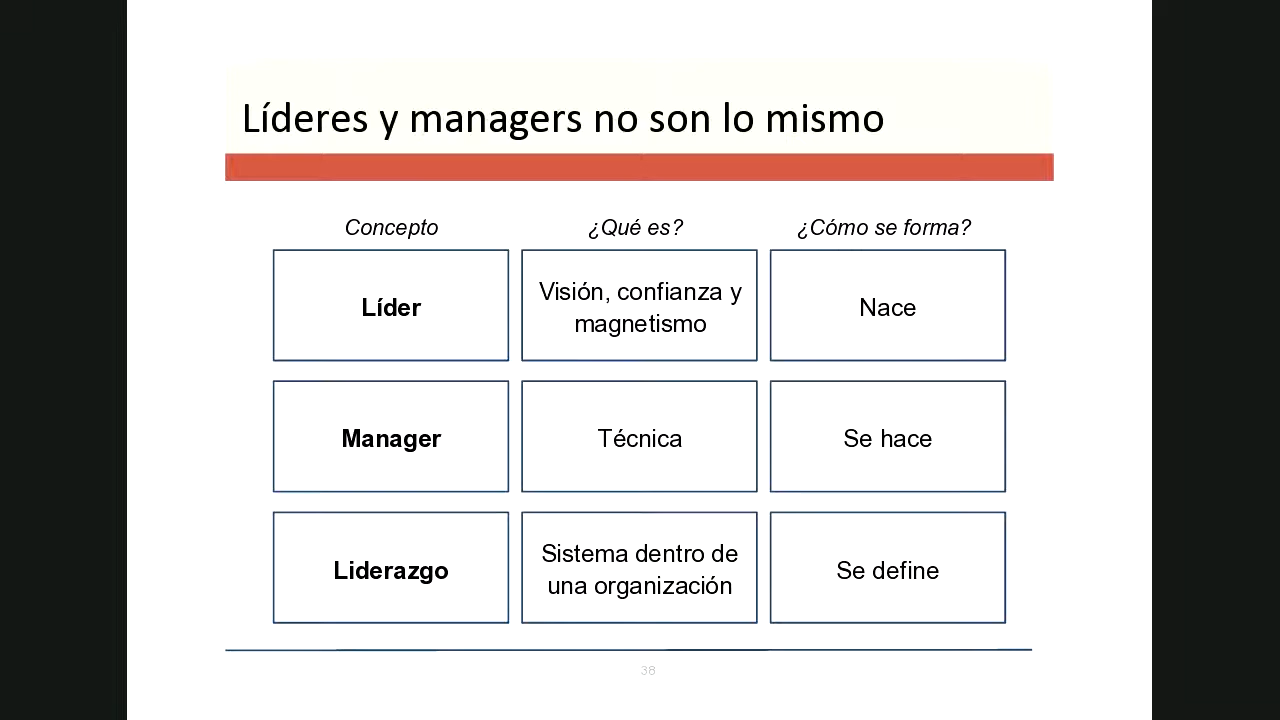 Líderes y managers no son lo mismo
Concepto
¿Qué es?
¿Cómo se forma?
Líder
Visión, confianza y
magnetismo
Nace
Manager
Técnica
Se hace
Liderazgo
Sistema dentro de
una organización
Se define
38